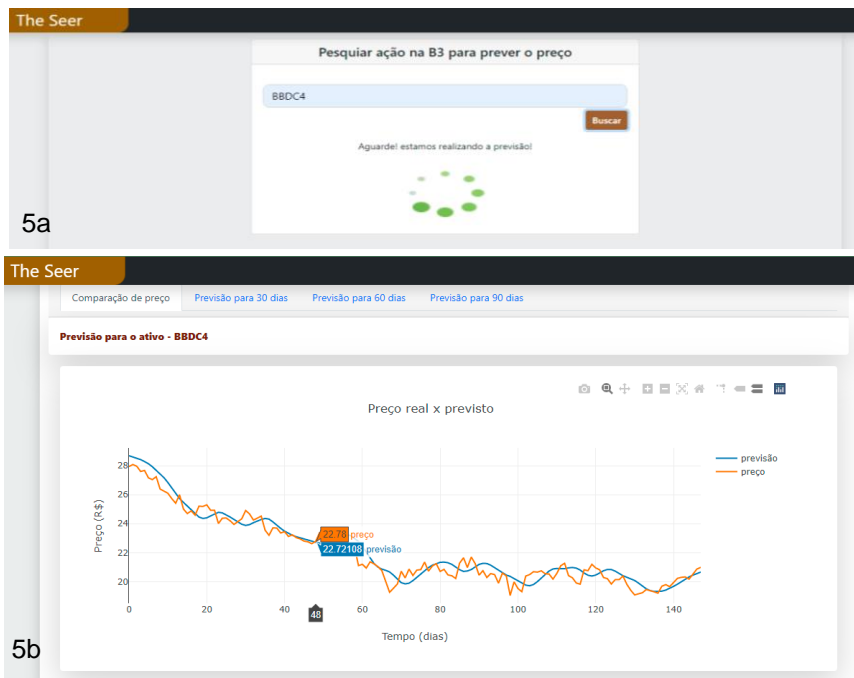 The Seer
Pesquiar ação na B3 para prever o preço
BBDC4
Buscar
Aguarde! estamos realizando a previsão!
5a
The Seer
Comparação de preço Previsão para 30 dias Previsão para 60 dias Previsão para 90 dias
Previsão para o ativo - BBDC4
Preço real x previsto
previsão
preço
28
26
24
22
20
Preço (R$)
22.78 preço
22.72108 previsão
0 20 40 60 80 100 120 140
48
Tempo (dias)
5b